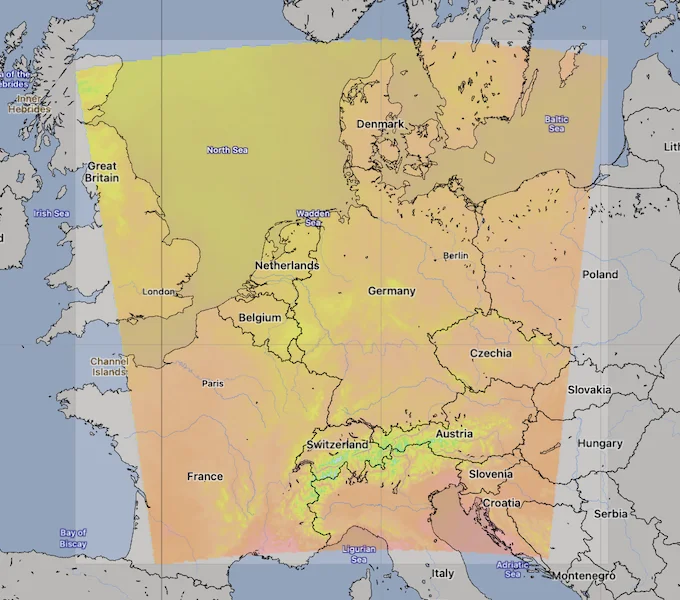 a of the
ebrides
Inner
Hebrides
Denmark
Baltic
Sea
North Sea
Lith
Great
Britain
Irish Sea
Wadden
Sea
d
Netherlands
Berlin
Poland
London
Germany
Belgium
Czechia
Channel
Islands
Paris
Slovakia
Switzerland
Austria
Hungary
France
Slovenia
Croatia
Serbia
Bay of
Biscay
Ligurian
Sea
Italy
Adriatic
Sea
Montenegro